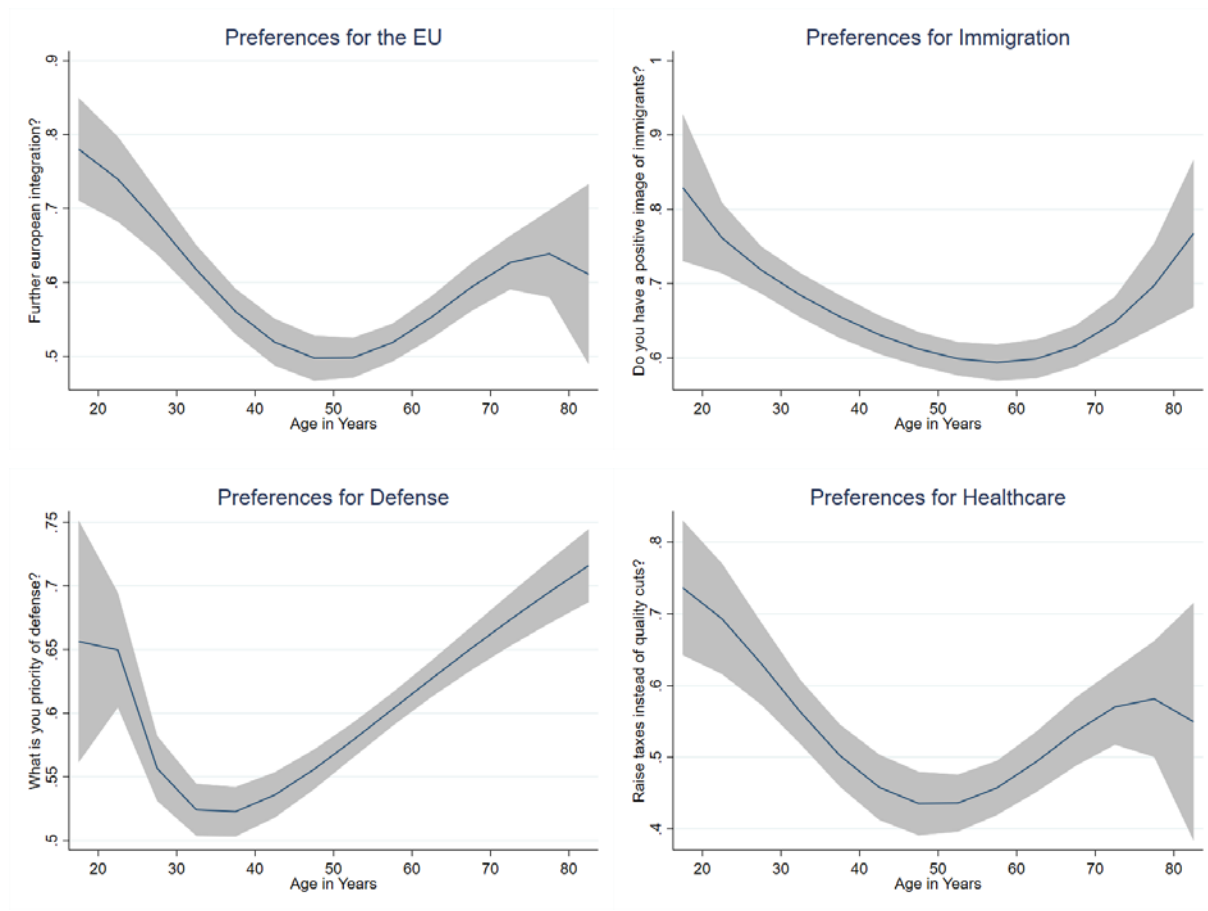 Preferences for the EU
Further european integration?
.9
.8
.7
.6
.5
20 30 40 50 60 70 80
Age in Years
Preferences for Immigration
Do you have a positive image of immigrants?
1
.9
.8
.7
.6
20 30 40 50 60 70 80
Age in Years
Preferences for Defense
What is you priority of defense?
.75
.7
.65
.6
.55
.5
20 30 40 50 60 70 80
Age in Years
Preferences for Healthcare
Raise taxes instead of quality cuts?
.8
.7
.6
.5
.4
20 30 40 50 60 70 80
Age in Years